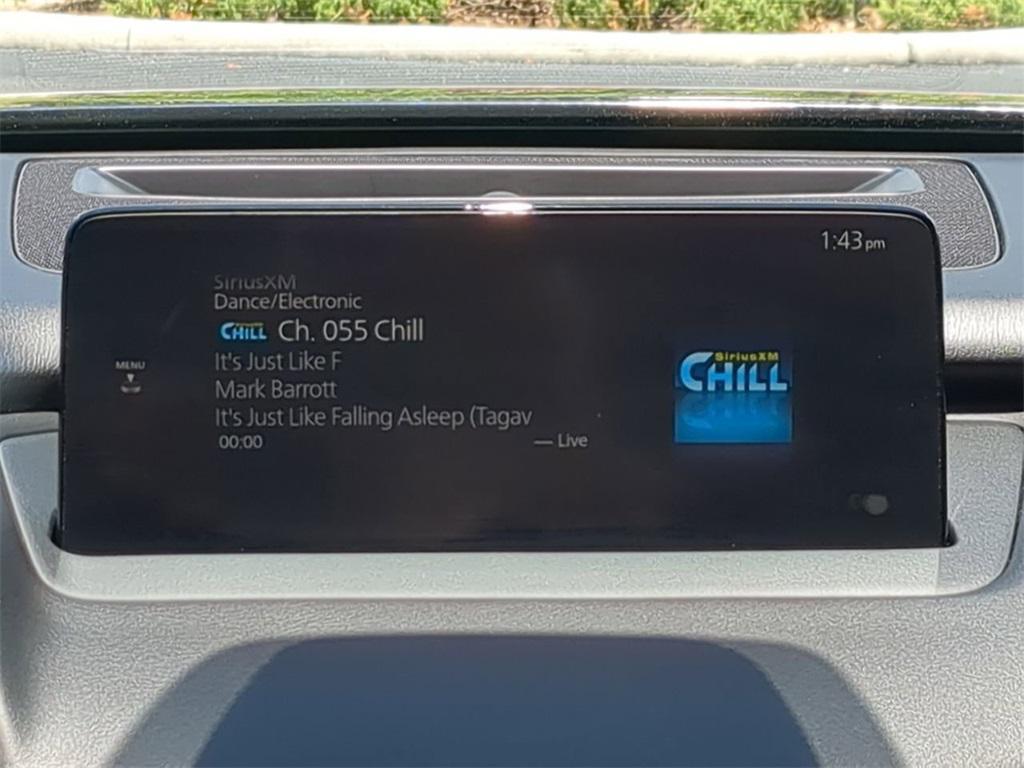 1:43 pm
SiriusXM
Dance/Electronic
CHILL Ch. 055 Chill
MENU
It's Just Like F
Mark Barrott
It's Just Like Falling Asleep (Tagav
00:00 — Live
SiriusXM
CHILL